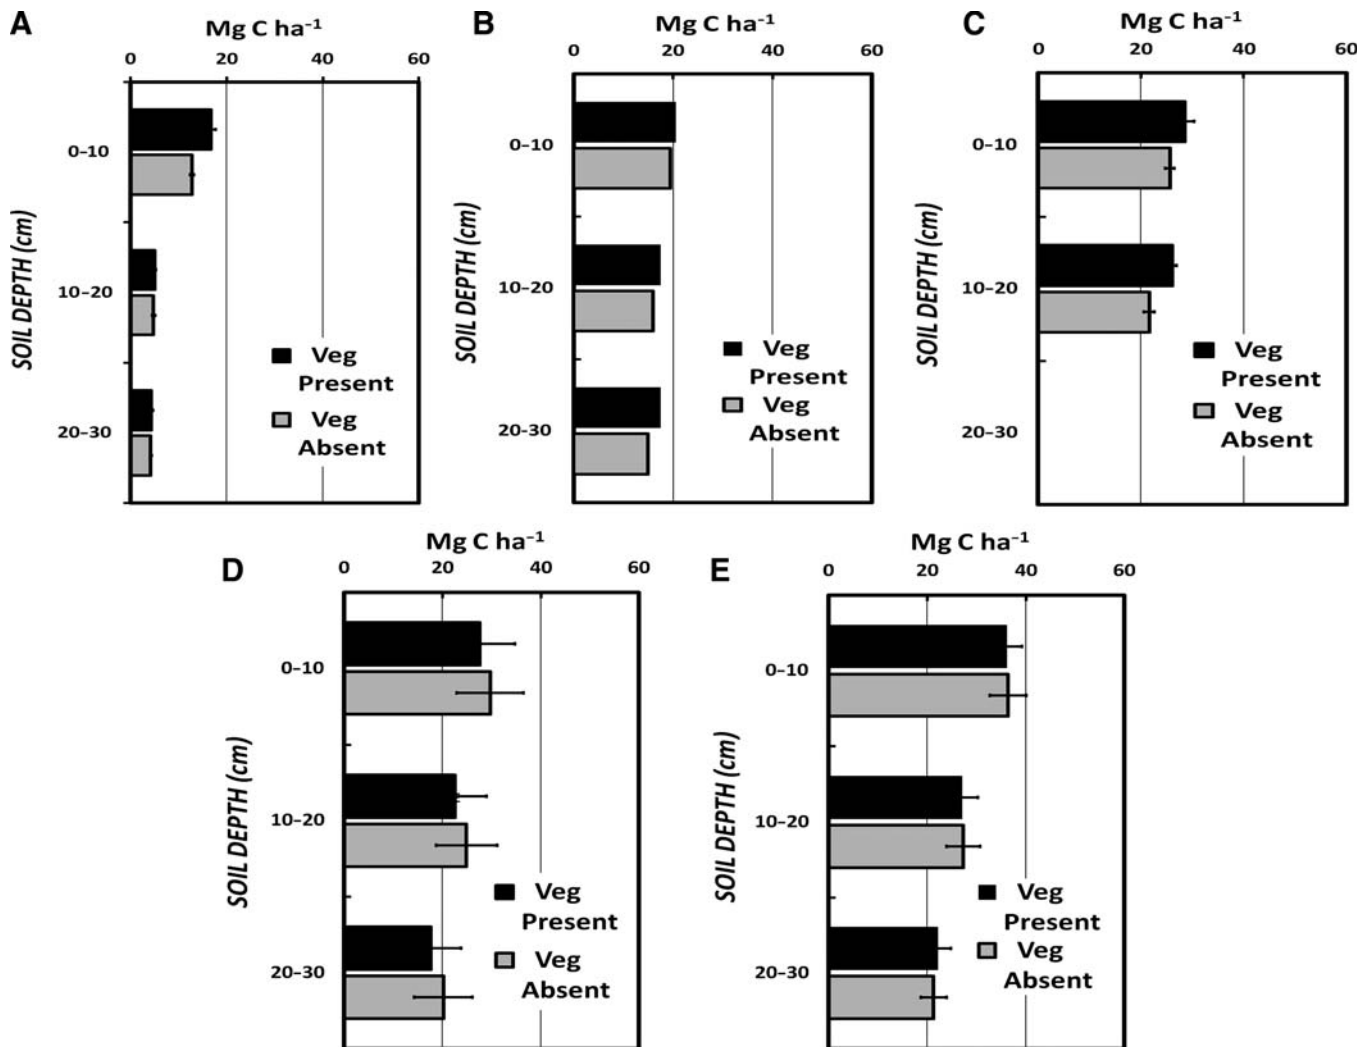 A
Mg C ha⁻¹
0 20 40 60
SOIL DEPTH (cm)
0–10
10–20
20–30
Veg
Present
Veg
Absent
B
Mg C ha⁻¹
0 20 40 60
SOIL DEPTH (cm)
0–10
10–20
20–30
Veg
Present
Veg
Absent
C
Mg C ha⁻¹
0 20 40 60
SOIL DEPTH (cm)
0–10
10–20
20–30
Veg
Present
Veg
Absent
D
Mg C ha⁻¹
0 20 40 60
SOIL DEPTH (cm)
0–10
10–20
20–30
Veg
Present
Veg
Absent
E
Mg C ha⁻¹
0 20 40 60
SOIL DEPTH (cm)
0–10
10–20
20–30
Veg
Present
Veg
Absent